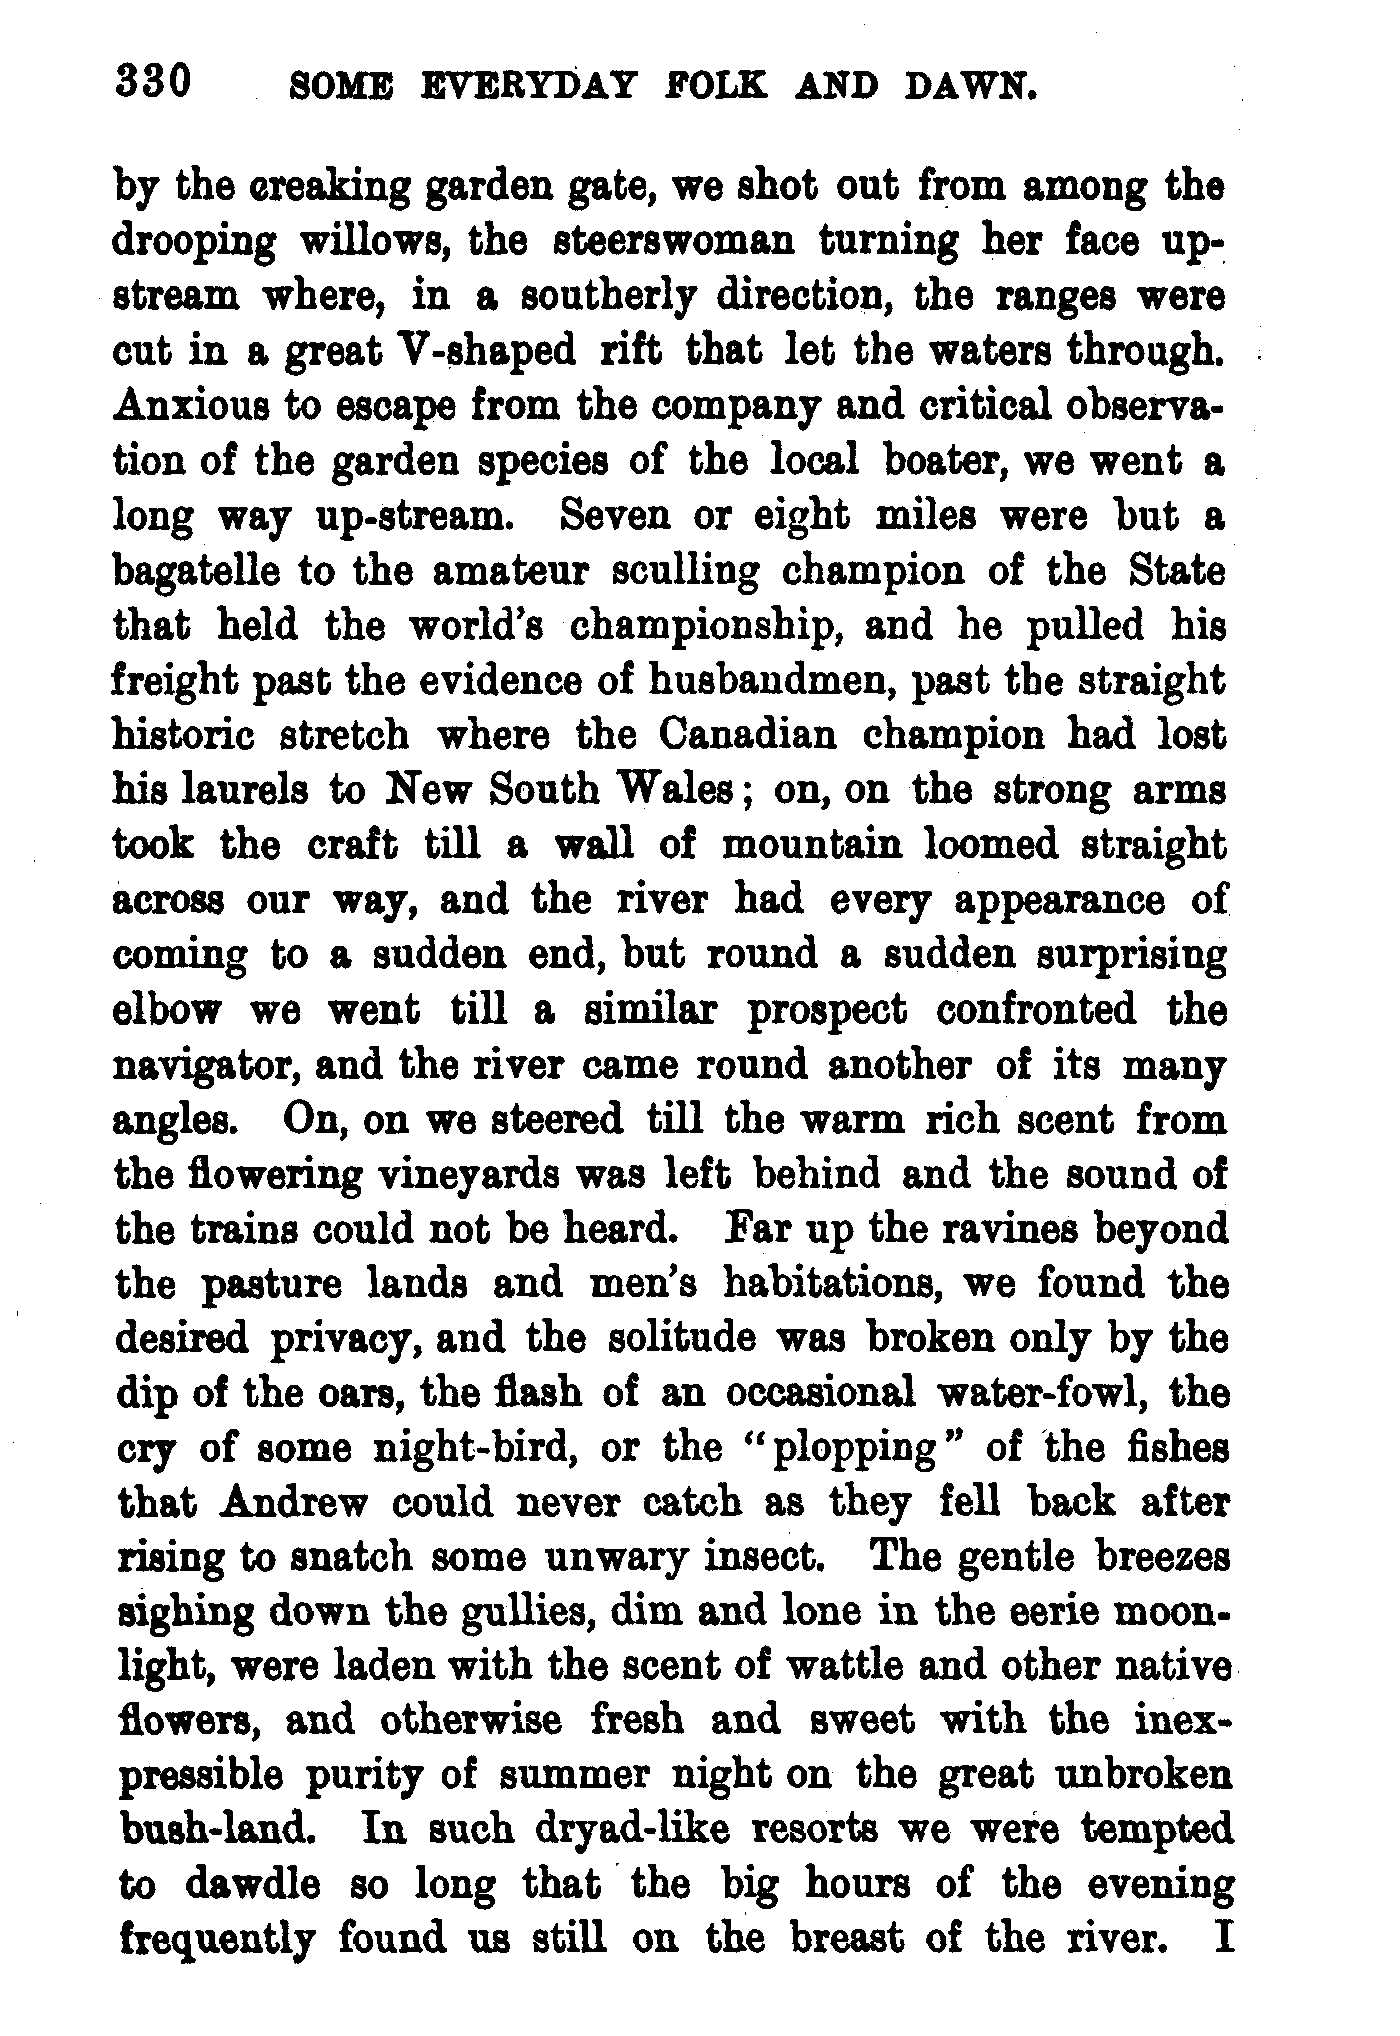 330 SOME EVERYDAY FOLK AND DAWN.
by the creaking garden gate, we shot out from among the
drooping willows, the steerswoman turning her face up-
stream where, in a southerly direction, the ranges were
cut in a great V-shaped rift that let the waters through.
Anxious to escape from the company and critical observa-
tion of the garden species of the local boater, we went a
long way up-stream. Seven or eight miles were but a
bagatelle to the amateur sculling champion of the State
that held the world's championship, and he pulled his
freight past the evidence of husbandmen, past the straight
historic stretch where the Canadian champion had lost
his laurels to New South Wales; on, on the strong arms
took the craft till a wall of mountain loomed straight
across our way, and the river had every appearance of
coming to a sudden end, but round a sudden surprising
elbow we went till a similar prospect confronted the
navigator, and the river came round another of its many
angles. On, on we steered till the warm rich scent from
the flowering vineyards was left behind and the sound of
the trains could not be heard. Far up the ravines beyond
the pasture lands and men's habitations, we found the
desired privacy, and the solitude was broken only by the
dip of the oars, the flash of an occasional water-fowl, the
cry of some night-bird, or the "plopping" of the fishes
that Andrew could never catch as they fell back after
rising to snatch some unwary insect. The gentle breezes
sighing down the gullies, dim and lone in the eerie moon-
light, were laden with the scent of wattle and other native
flowers, and otherwise fresh and sweet with the inex-
pressible purity of summer night on the great unbroken
bush-land. In such dryad-like resorts we were tempted
to dawdle so long that the big hours of the evening
frequently found us still on the breast of the river. I